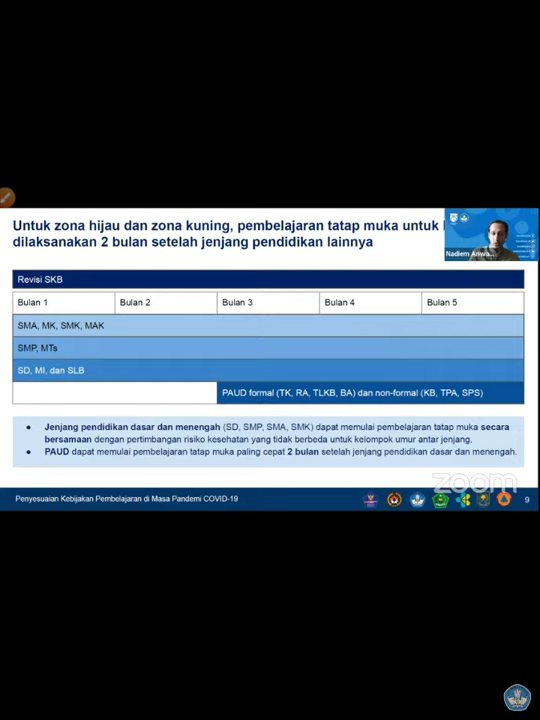 Untuk zona hijau dan zona kuning, pembelajaran tatap muka untuk
dilaksanakan 2 bulan setelah jenjang pendidikan lainnya
Nadiem Anwa...
Revisi SKB
Bulan 1 Bulan 2 Bulan 3 Bulan 4 Bulan 5
SMA, MK, SMK, MAK
SMP, MTs
SD, MI, dan SLB
PAUD formal (TK, RA, TLKB, BA) dan non-formal (KB, TPA, SPS)
● Jenjang pendidikan dasar dan menengah (SD, SMP, SMA, SMK) dapat memulai pembelajaran tatap muka secara
bersamaan dengan pertimbangan risiko kesehatan yang tidak berbeda untuk kelompok umur antar jenjang.
● PAUD dapat memulai pembelajaran tatap muka paling cepat 2 bulan setelah jenjang pendidikan dasar dan menengah.
zoom
Penyesuaian Kebijakan Pembelajaran di Masa Pandemi COVID-19
9